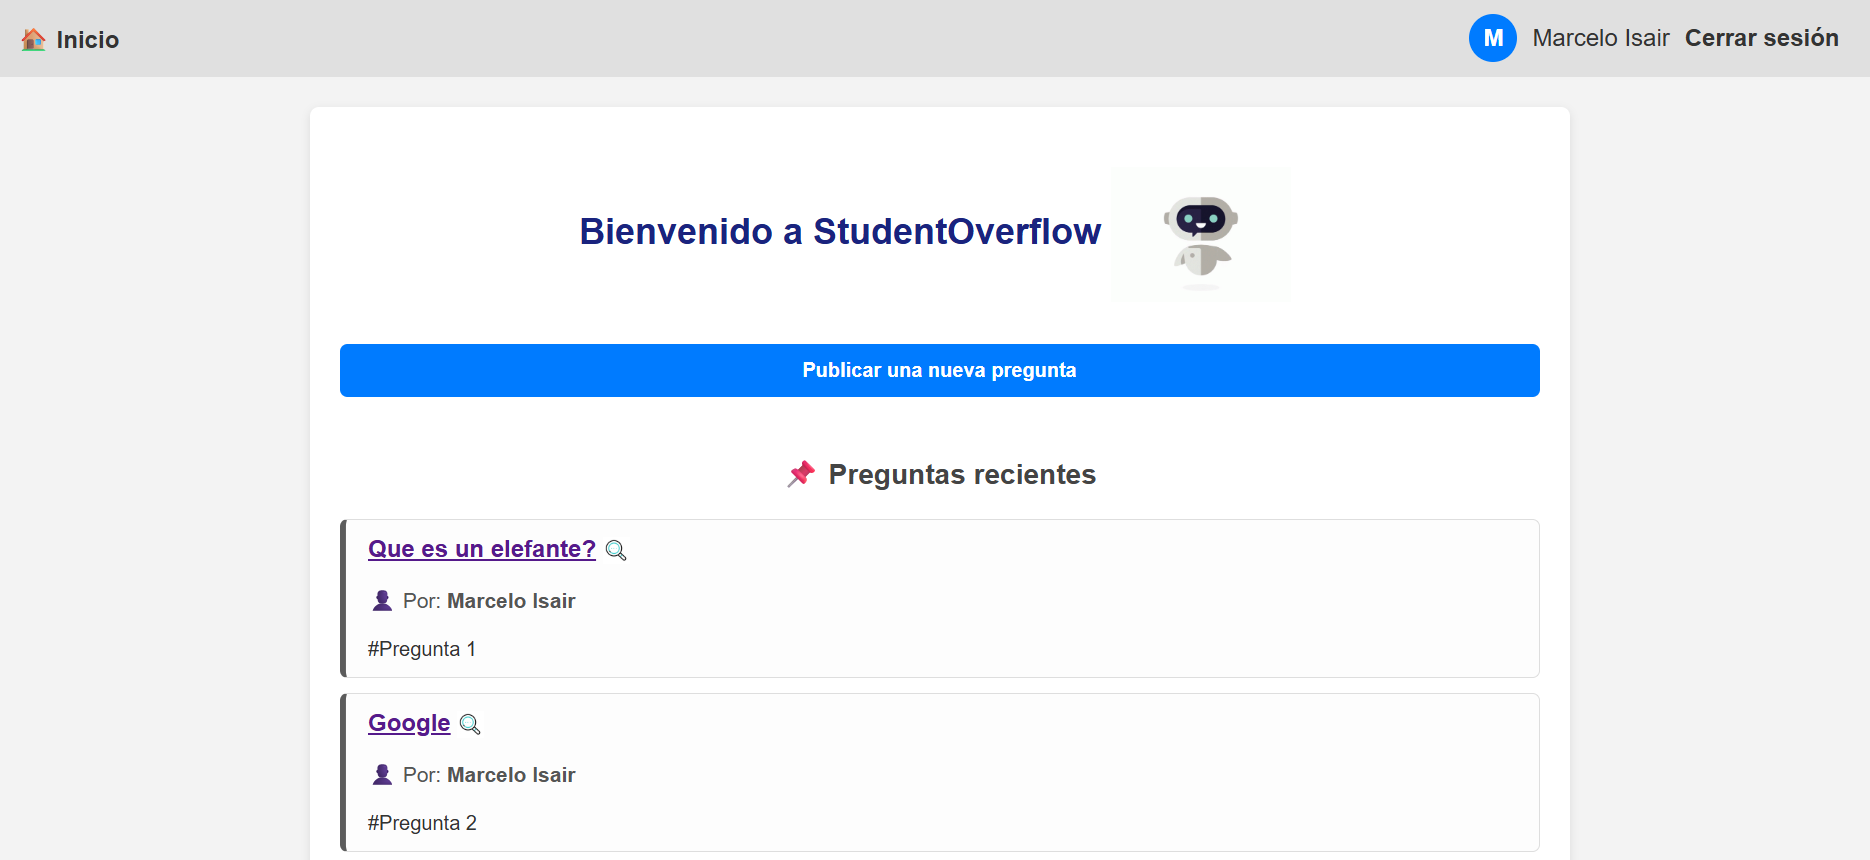 Inicio
M Marcelo Isair Cerrar sesión
Bienvenido a StudentOverflow
Publicar una nueva pregunta
Preguntas recientes
Que es un elefante?
Por: Marcelo Isair
#Pregunta 1
Google
Por: Marcelo Isair
#Pregunta 2